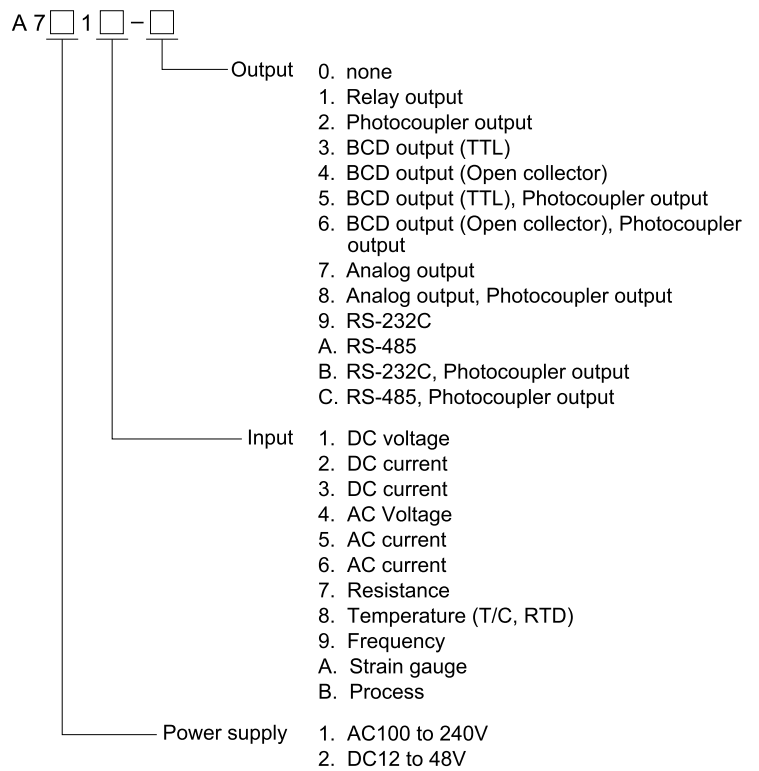 A 7□ 1 □ – □
Output 0. none
1. Relay output
2. Photocoupler output
3. BCD output (TTL)
4. BCD output (Open collector)
5. BCD output (TTL), Photocoupler output
6. BCD output (Open collector), Photocoupler
output
7. Analog output
8. Analog output, Photocoupler output
9. RS-232C
A. RS-485
B. RS-232C, Photocoupler output
C. RS-485, Photocoupler output
Input 1. DC voltage
2. DC current
3. DC current
4. AC Voltage
5. AC current
6. AC current
7. Resistance
8. Temperature (T/C, RTD)
9. Frequency
A. Strain gauge
B. Process
Power supply 1. AC100 to 240V
2. DC12 to 48V